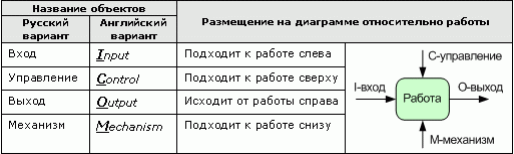 Название объектов
Размещение на диаграмме относительно работы
Русский вариант
Английский вариант
Вход Input Подходит к работе слева
Управление Control Подходит к работе сверху
Выход Output Исходит от работы справа
Механизм Mechanism Подходит к работе снизу
C-управление
I-вход
Работа
O-выход
M-механизм